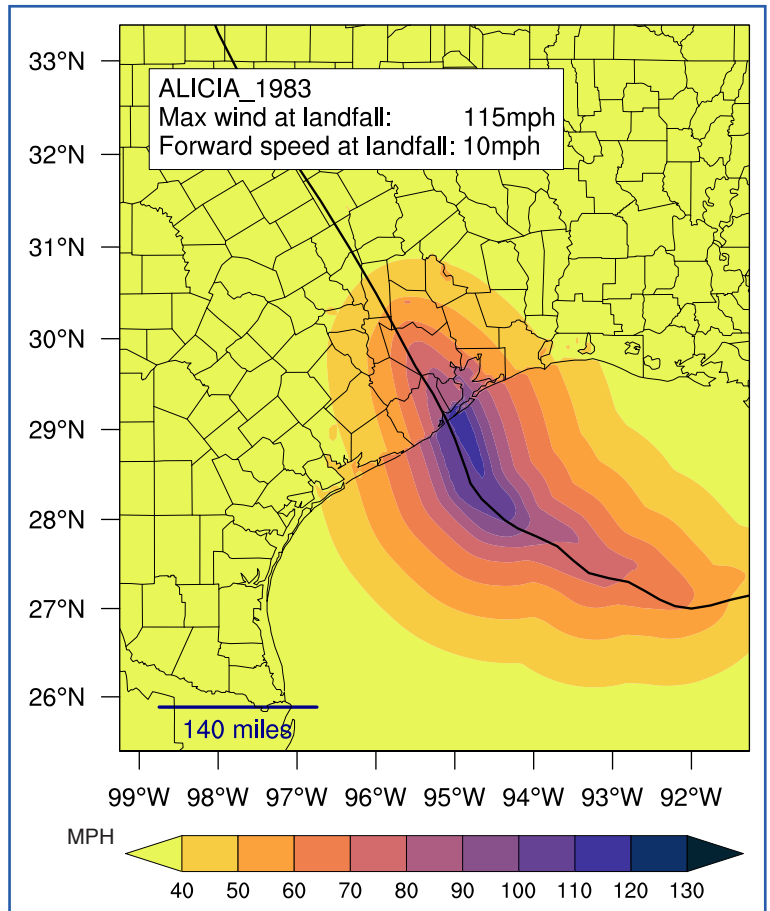 33°N
ALICIA_1983
Max wind at landfall: 115mph
Forward speed at landfall: 10mph
32°N
31°N
30°N
29°N
28°N
27°N
26°N
140 miles
99°W 98°W 97°W 96°W 95°W 94°W 93°W 92°W
MPH
40 50 60 70 80 90 100 110 120 130